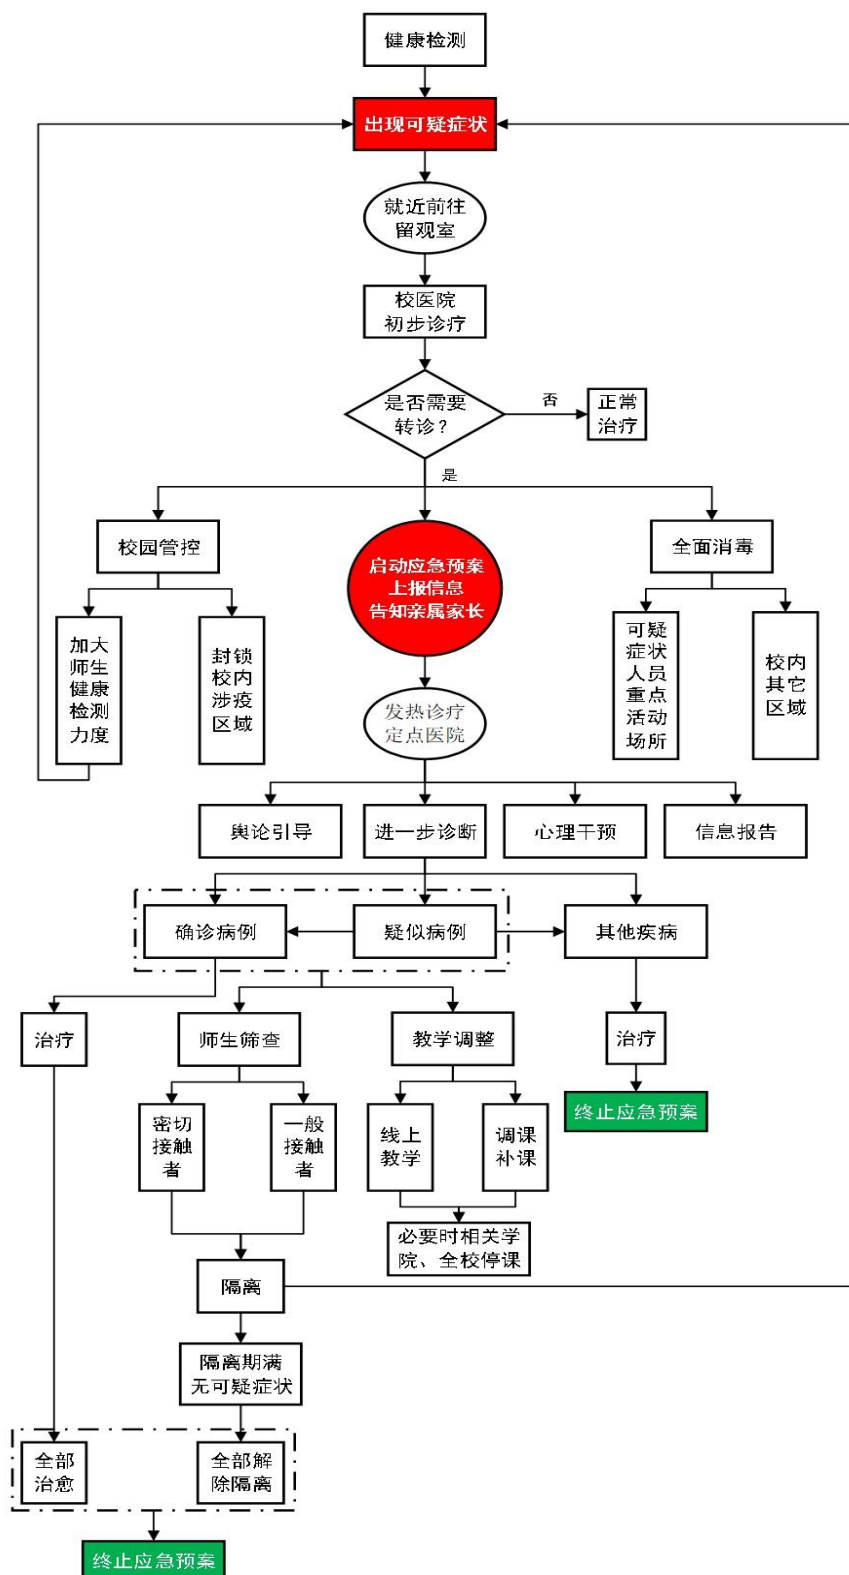 健康检测
出现可疑症状
就近前往
留观室
校医院
初步诊疗
是否需要
转诊?
否
正常
治疗
是
校园管控
启动应急预案
上报信息
告知亲属家长
全面消毒
加大
师生
健康
检测
力度
封锁
校内
涉疫
区域
可疑
症状
人员
重点
活动
场所
校内
其它
区域
发热诊疗
定点医院
舆论引导
进一步诊断
心理干预
信息报告
确诊病例
疑似病例
其他疾病
治疗
师生筛查
教学调整
治疗
密切
接触
者
一般
接触
者
线上
教学
调课
补课
终止应急预案
必要时相关学
院、全校停课
隔离
隔离期满
无可疑症状
全部
治愈
全部解
除隔离
终止应急预案